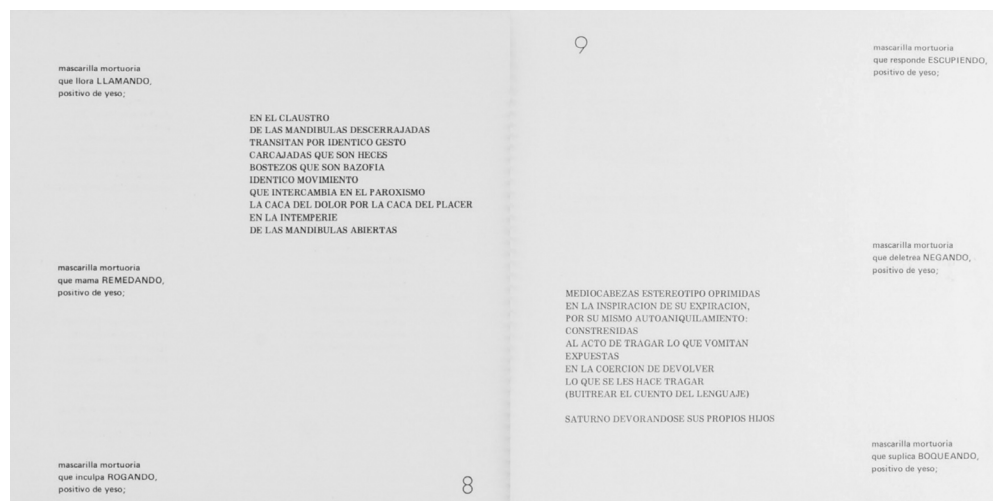 mascarilla mortuoria
que llora LLAMANDO,
positivo de yeso;
EN EL CLAUSTRO
DE LAS MANDIBULAS DESCERRAJADAS
TRANSITAN POR IDENTICO GESTO
CARCAJADAS QUE SON HECES
BOSTEZOS QUE SON BAZOFIA
IDENTICO MOVIMIENTO
QUE INTERCAMBIA EN EL PAROXISMO
LA CACA DEL DOLOR POR LA CACA DEL PLACER
EN LA INTEMPERIE
DE LAS MANDIBULAS ABIERTAS
mascarilla mortuoria
que mama REMEDANDO,
positivo de yeso;
mascarilla mortuoria
que inculpa ROGANDO,
positivo de yeso;
8
9
mascarilla mortuoria
que responde ESCUPIENDO,
positivo de yeso;
mascarilla mortuoria
que deletrea NEGANDO,
positivo de yeso;
MEDIOCABEZAS ESTEREOTIPO OPRIMIDAS
EN LA INSPIRACION DE SU EXPIRACION,
POR SU MISMO AUTOANIQUILAMIENTO:
CONSTREÑIDAS
AL ACTO DE TRAGAR LO QUE VOMITAN
EXPUESTAS
EN LA COERCION DE DEVOLVER
LO QUE SE LES HACE TRAGAR
(BUITREAR EL CUENTO DEL LENGUAJE)
SATURNO DEVORANDOSE SUS PROPIOS HIJOS
mascarilla mortuoria
que suplica BOQUEANDO,
positivo de yeso;